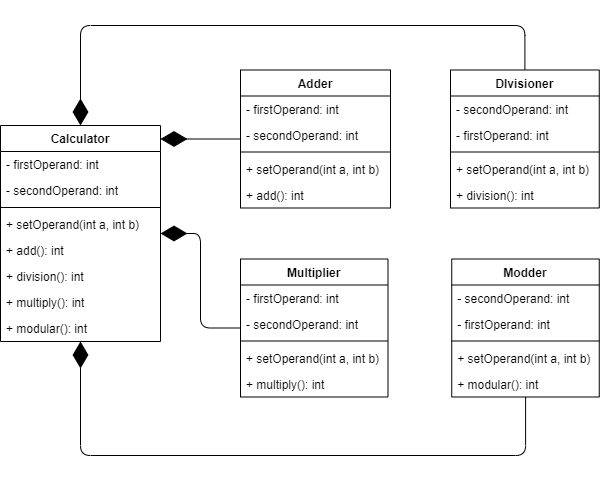 Calculator
- firstOperand: int
- secondOperand: int
+ setOperand(int a, int b)
+ add(): int
+ division(): int
+ multiply(): int
+ modular(): int
Adder
- firstOperand: int
- secondOperand: int
+ setOperand(int a, int b)
+ add(): int
DIvisioner
- secondOperand: int
- firstOperand: int
+ setOperand(int a, int b)
+ division(): int
Multiplier
- firstOperand: int
- secondOperand: int
+ setOperand(int a, int b)
+ multiply(): int
Modder
- secondOperand: int
- firstOperand: int
+ setOperand(int a, int b)
+ modular(): int